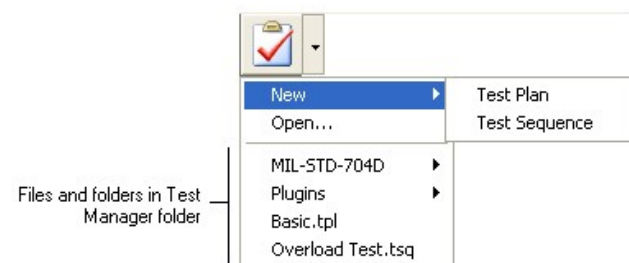 New
Test Plan
Open...
Test Sequence
MIL-STD-704D
Plugins
Basic.tpl
Overload Test.tsq
Files and folders in Test
Manager folder